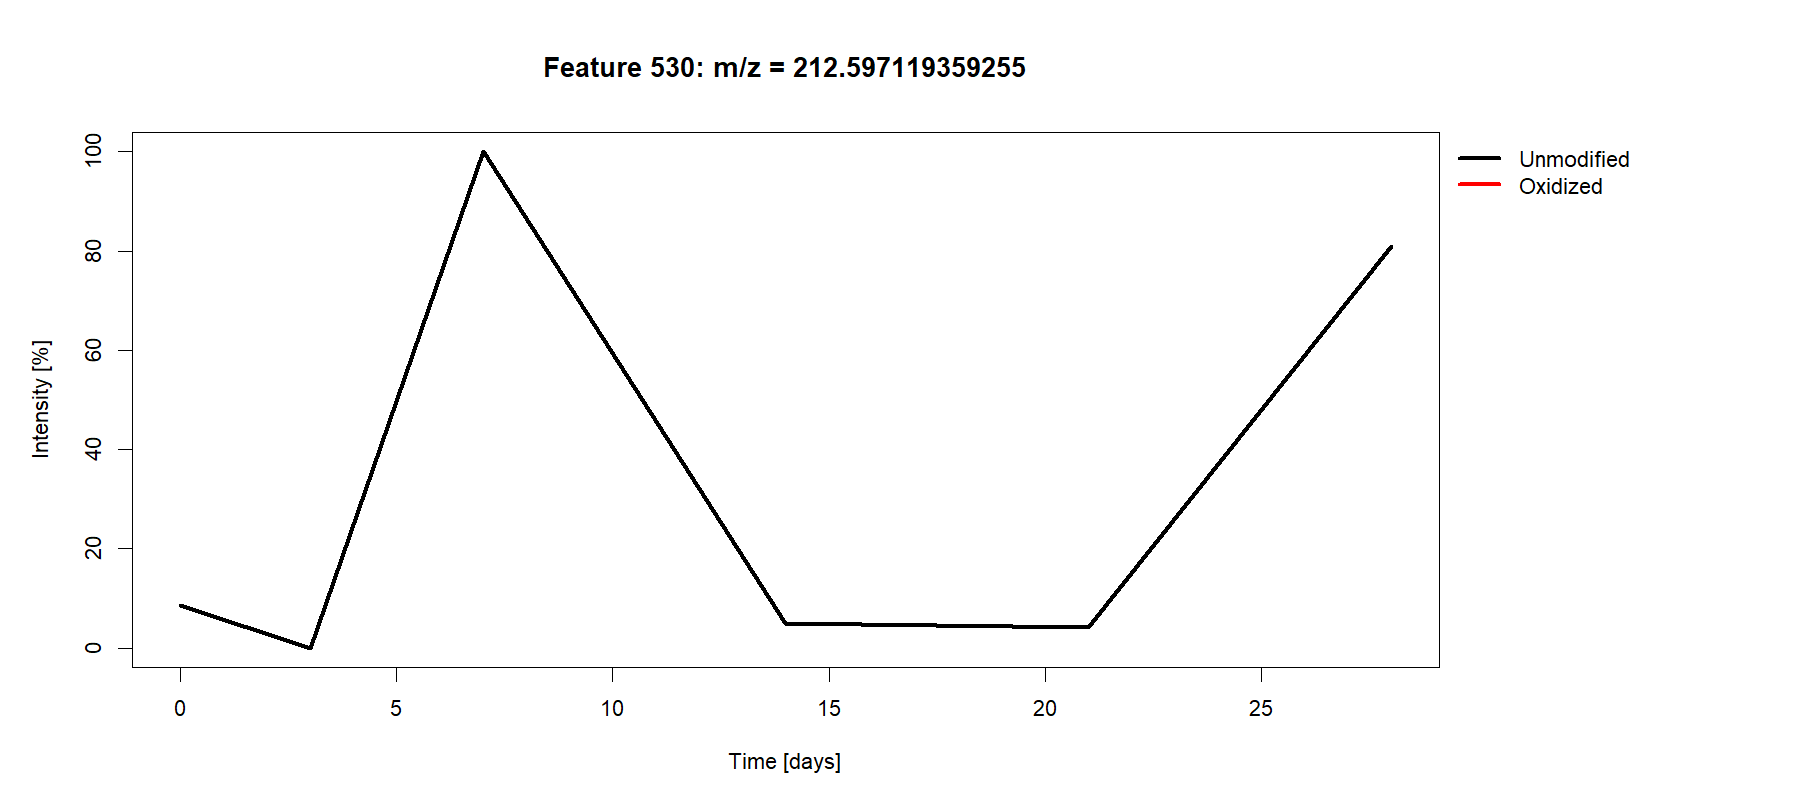 Feature 530: m/z = 212.597119359255
Unmodified
Oxidized
Intensity [%]
100
80
60
40
20
0
0 5 10 15 20 25
Time [days]